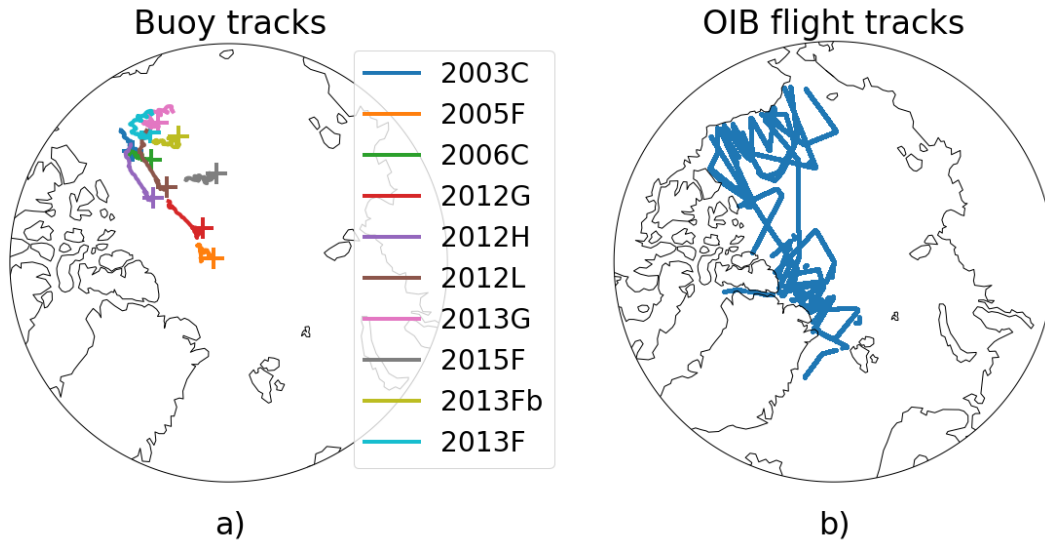 Buoy tracks
OIB flight tracks
2003C
2005F
2006C
2012G
2012H
2012L
2013G
2015F
2013Fb
2013F
a)
b)